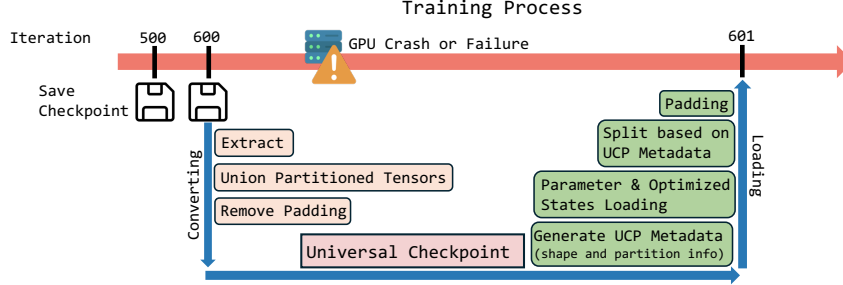 Training Process
Iteration
500
600
GPU Crash or Failure
601
Save
Checkpoint
Converting
Extract
Union Partitioned Tensors
Remove Padding
Universal Checkpoint
Padding
Split based on
UCP Metadata
Parameter & Optimized
States Loading
Generate UCP Metadata
(shape and partition info)
Loading